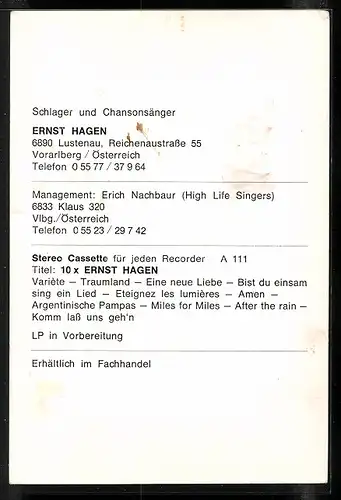 Schlager und Chansonsänger
ERNST HAGEN
6890 Lustenau, Reichenaustraße 55
Vorarlberg / Österreich
Telefon 0 55 77 / 37 9 64
Management: Erich Nachbaur (High Life Singers)
6833 Klaus 320
Vlbg./Österreich
Telefon 0 55 23 / 29 7 42
Stereo Cassette für jeden Recorder A 111
Titel: 10 x ERNST HAGEN
Variète – Traumland – Eine neue Liebe – Bist du einsam
sing ein Lied – Eteignez les lumières – Amen –
Argentinische Pampas – Miles for Miles – After the rain –
Komm laß uns geh'n
LP in Vorbereitung
Erhältlich im Fachhandel